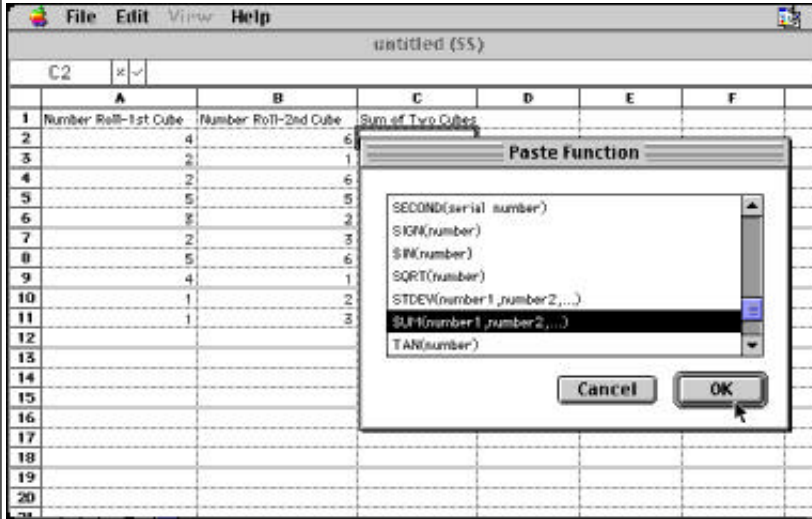 File Edit View Help
untitled (SS)
C2
A B C D E F
1 Number Roll-1st Cube Number Roll-2nd Cube Sum of Two Cubes
2 4 6
3 2 1
4 2 6
5 5 5
6 3 2
7 2 3
8 5 6
9 4 1
10 1 2
11 1 3
12
13
14
15
16
17
18
19
20
Paste Function
SECOND(serial number)
SIGN(number)
SIN(number)
SQRT(number)
STDEV(number1,number2,...)
SUM(number1,number2,...)
TAN(number)
Cancel OK